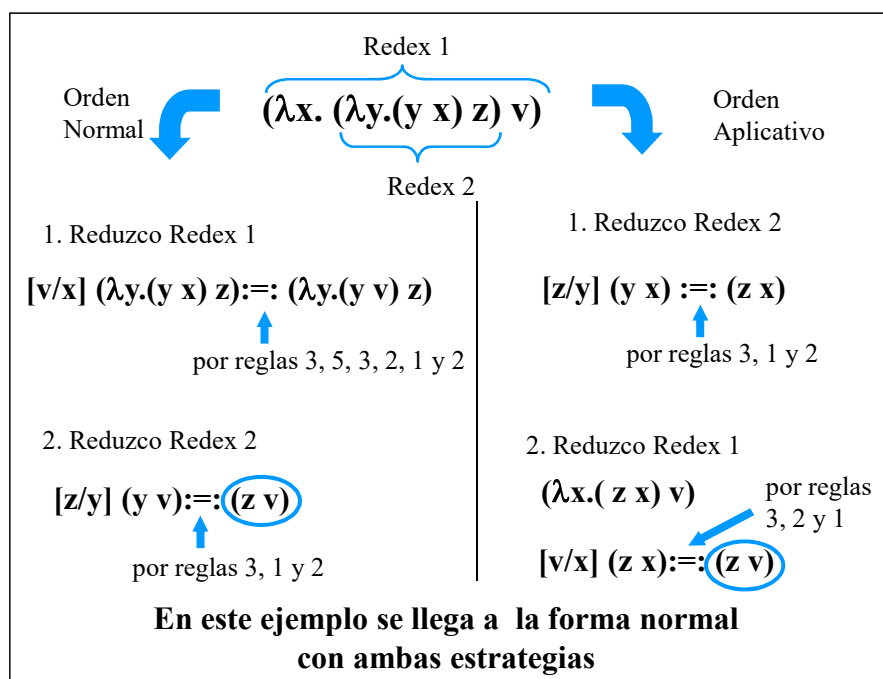 Redex 1
Orden
Normal
(λx. (λy.(y x) z) v)
Orden
Aplicativo
Redex 2
1. Reduzco Redex 1
[v/x] (λy.(y x) z):=: (λy.(y v) z)
por reglas 3, 5, 3, 2, 1 y 2
2. Reduzco Redex 2
[z/y] (y v):=: (z v)
por reglas 3, 1 y 2
1. Reduzco Redex 2
[z/y] (y x) :=: (z x)
por reglas 3, 1 y 2
2. Reduzco Redex 1
(λx.( z x) v)
por reglas
3, 2 y 1
[v/x] (z x):=: (z v)
En este ejemplo se llega a la forma normal
con ambas estrategias